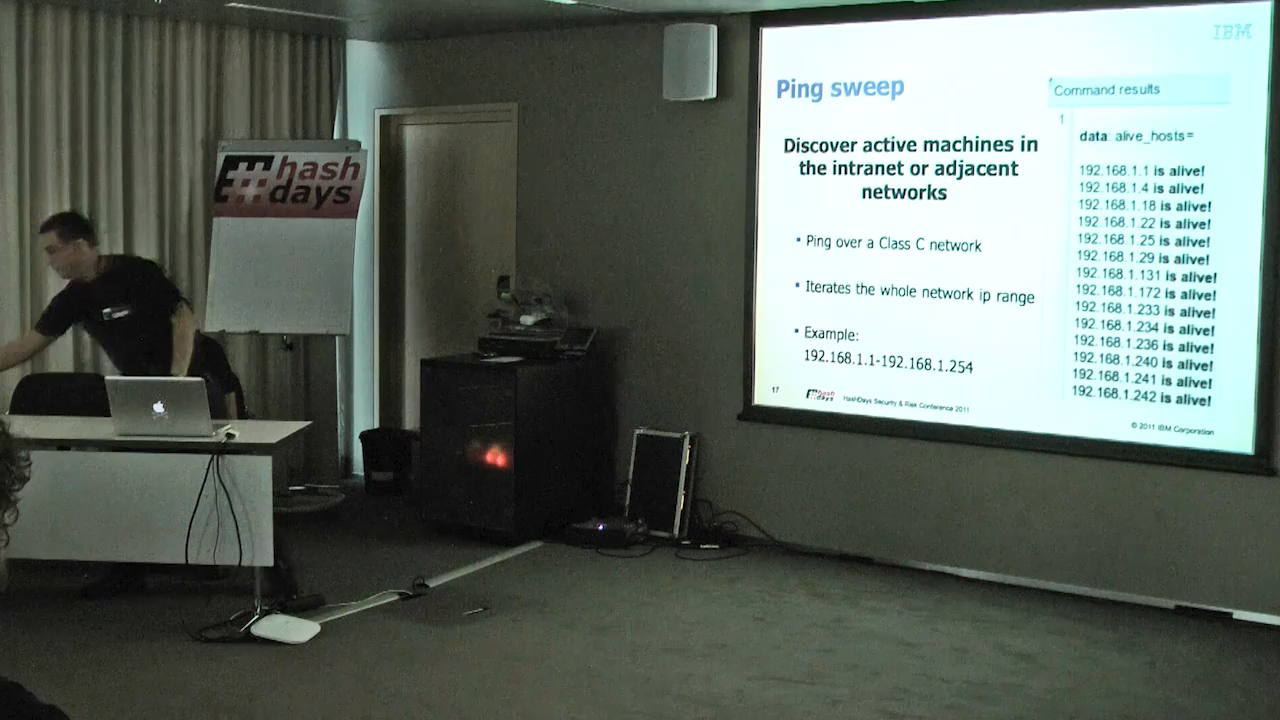 hash
days
IBM
Ping sweep
Discover active machines in
the intranet or adjacent
networks
▪ Ping over a Class C network
▪ Iterates the whole network ip range
▪ Example:
192.168.1.1-192.168.1.254
Command results
1
data: alive_hosts=
192.168.1.1 is alive!
192.168.1.4 is alive!
192.168.1.18 is alive!
192.168.1.22 is alive!
192.168.1.25 is alive!
192.168.1.29 is alive!
192.168.1.131 is alive!
192.168.1.172 is alive!
192.168.1.233 is alive!
192.168.1.234 is alive!
192.168.1.236 is alive!
192.168.1.240 is alive!
192.168.1.241 is alive!
192.168.1.242 is alive!
17
hash
days
HashDays Security & Risk Conference 2011
© 2011 IBM Corporation